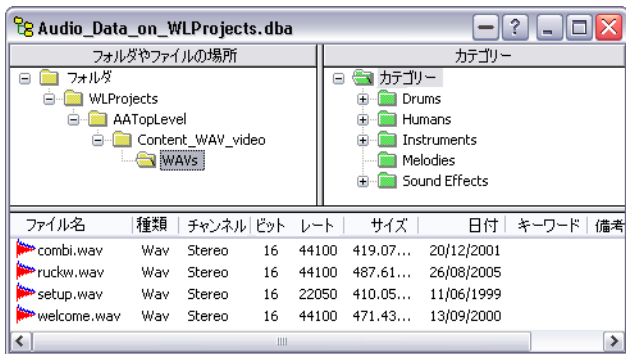 Audio_Data_on_WLProjects.dba
フォルダやファイルの場所
フォルダ
WLProjects
AATopLevel
Content_WAV_video
WAVs
カテゴリー
カテゴリー
Drums
Humans
Instruments
Melodies
Sound Effects
ファイル名 種類 チャンネル ビット レート サイズ 日付 キーワード 備考
combi.wav Wav Stereo 16 44100 419.07... 20/12/2001
ruckw.wav Wav Stereo 16 44100 487.61... 26/08/2005
setup.wav Wav Stereo 16 22050 410.05... 11/06/1999
welcome.wav Wav Stereo 16 44100 471.43... 13/09/2000